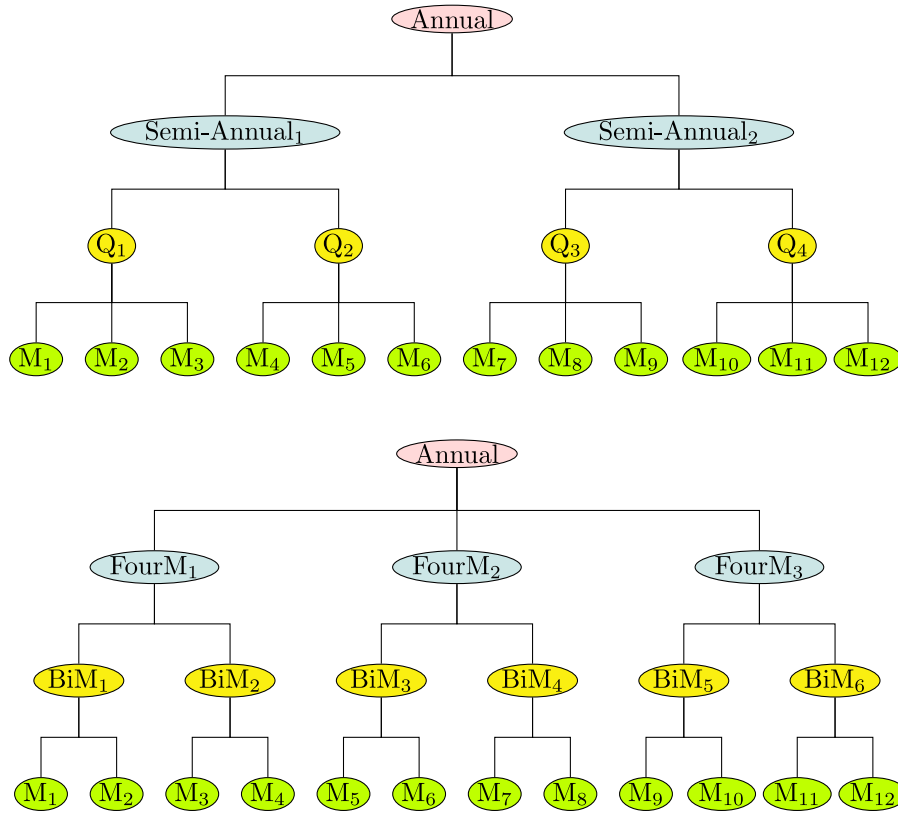 Annual
Semi-Annual₁ Semi-Annual₂
Q₁ Q₂ Q₃ Q₄
M₁ M₂ M₃ M₄ M₅ M₆ M₇ M₈ M₉ M₁₀ M₁₁ M₁₂
Annual
FourM₁ FourM₂ FourM₃
BiM₁ BiM₂ BiM₃ BiM₄ BiM₅ BiM₆
M₁ M₂ M₃ M₄ M₅ M₆ M₇ M₈ M₉ M₁₀ M₁₁ M₁₂